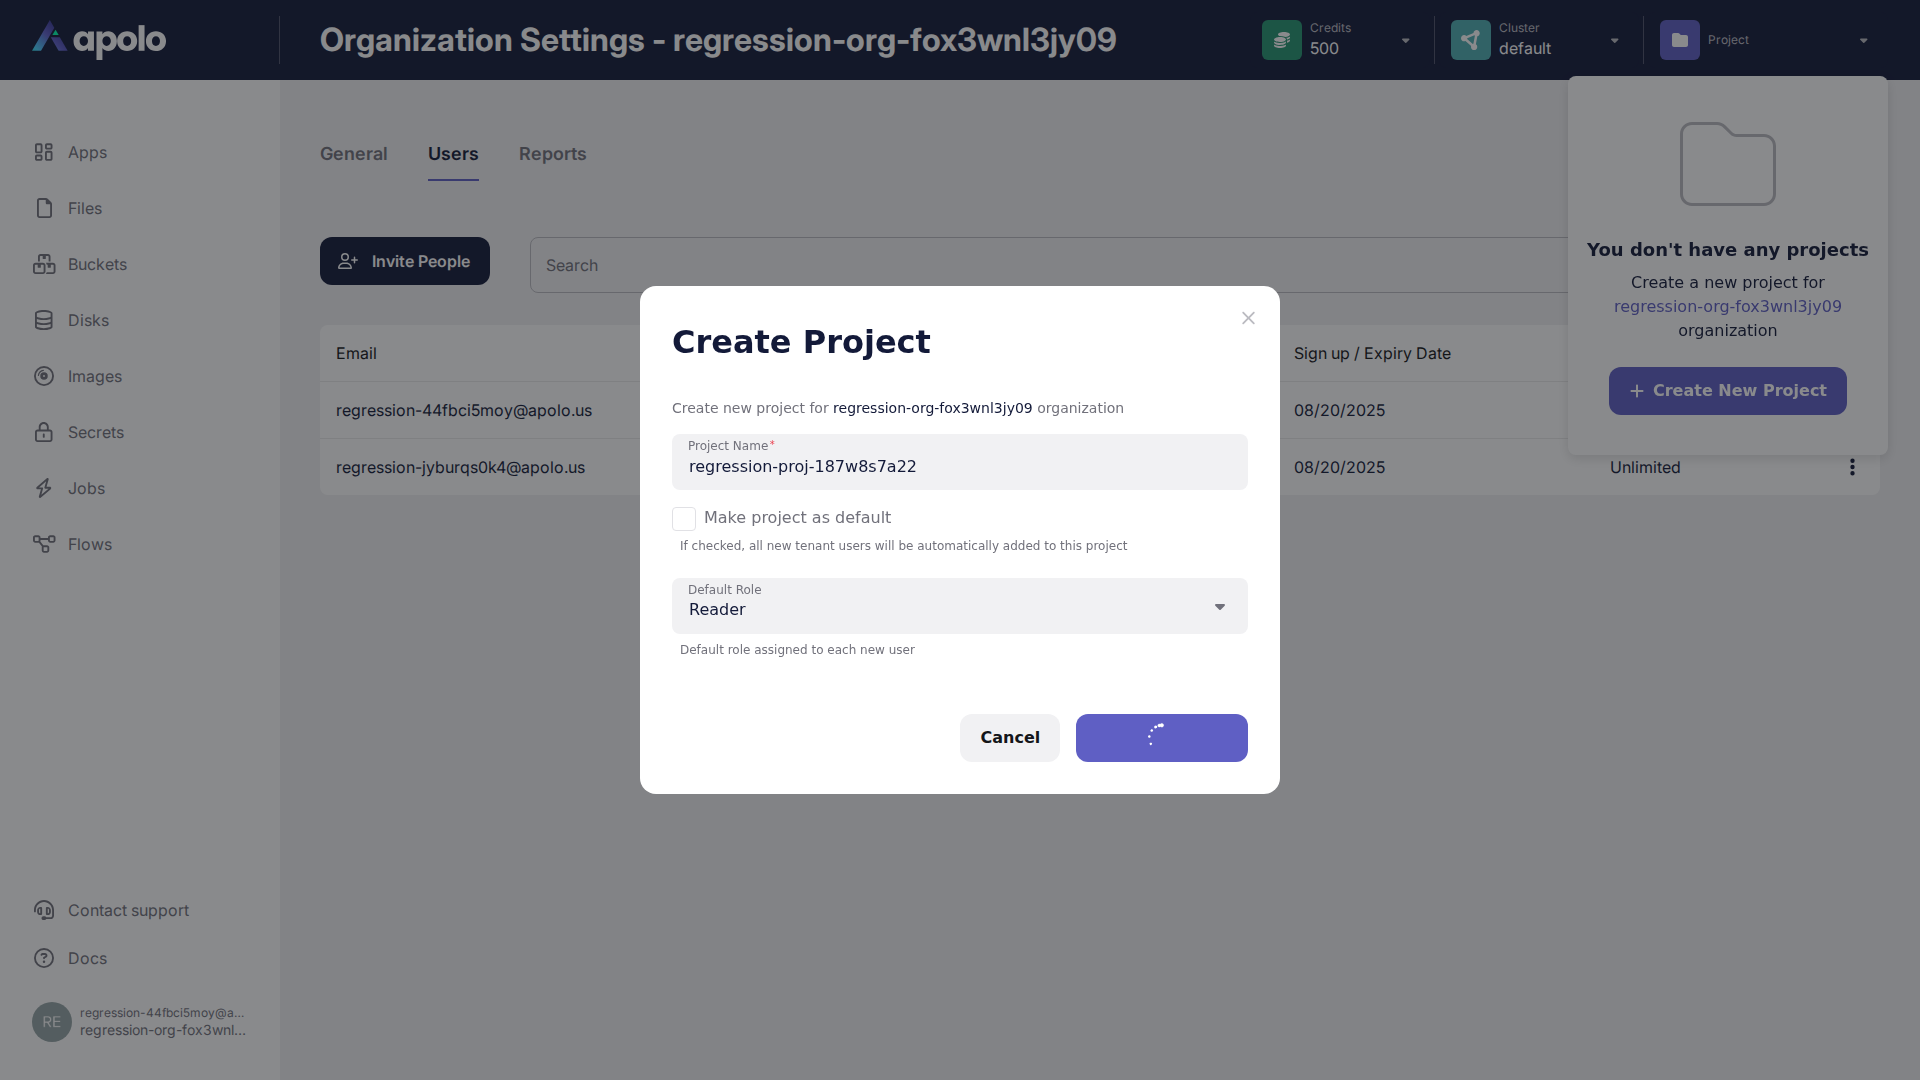 apolo
Organization Settings - regression-org-fox3wnl3jy09
Credits
500
Cluster
default
Project
Apps
Files
Buckets
Disks
Images
Secrets
Jobs
Flows
Contact support
Docs
RE
regression-44fbci5moy@a...
regression-org-fox3wnl...
General
Users
Reports
Invite People
Search
Email
Sign up / Expiry Date
regression-44fbci5moy@apolo.us
08/20/2025
regression-jyburqs0k4@apolo.us
08/20/2025
Unlimited
You don't have any projects
Create a new project for
regression-org-fox3wnl3jy09
organization
Create New Project
Create Project
Create new project for regression-org-fox3wnl3jy09 organization
Project Name*
regression-proj-187w8s7a22
Make project as default
If checked, all new tenant users will be automatically added to this project
Default Role
Reader
Default role assigned to each new user
Cancel